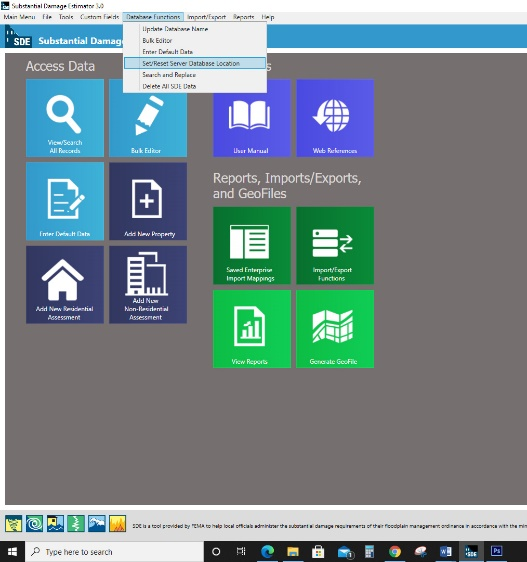 Substantial Damage Estimator 3.0
Main Menu File Tools Custom Fields Database Functions Import/Export Reports Help
Update Database Name
Bulk Editor
Enter Default Data
Set/Reset Server Database Location
Search and Replace
Delete All SDE Data
SDE Substantial Damag
Access Data
s
View/Search
All Records
Bulk Editor
User Manual
Web References
Enter Default Data
Add New Property
Reports, Imports/Exports,
and GeoFiles
Add New Residential
Assessment
Add New
Non-Residential
Assessment
Saved Enterprise
Import Mappings
Import/Export
Functions
View Reports
Generate GeoFile
SDE is a tool provided by FEMA to help local officials administer the substantial damage requirements of their floodplain management ordinance in accordance with the min
Type here to search
SDE
Ps